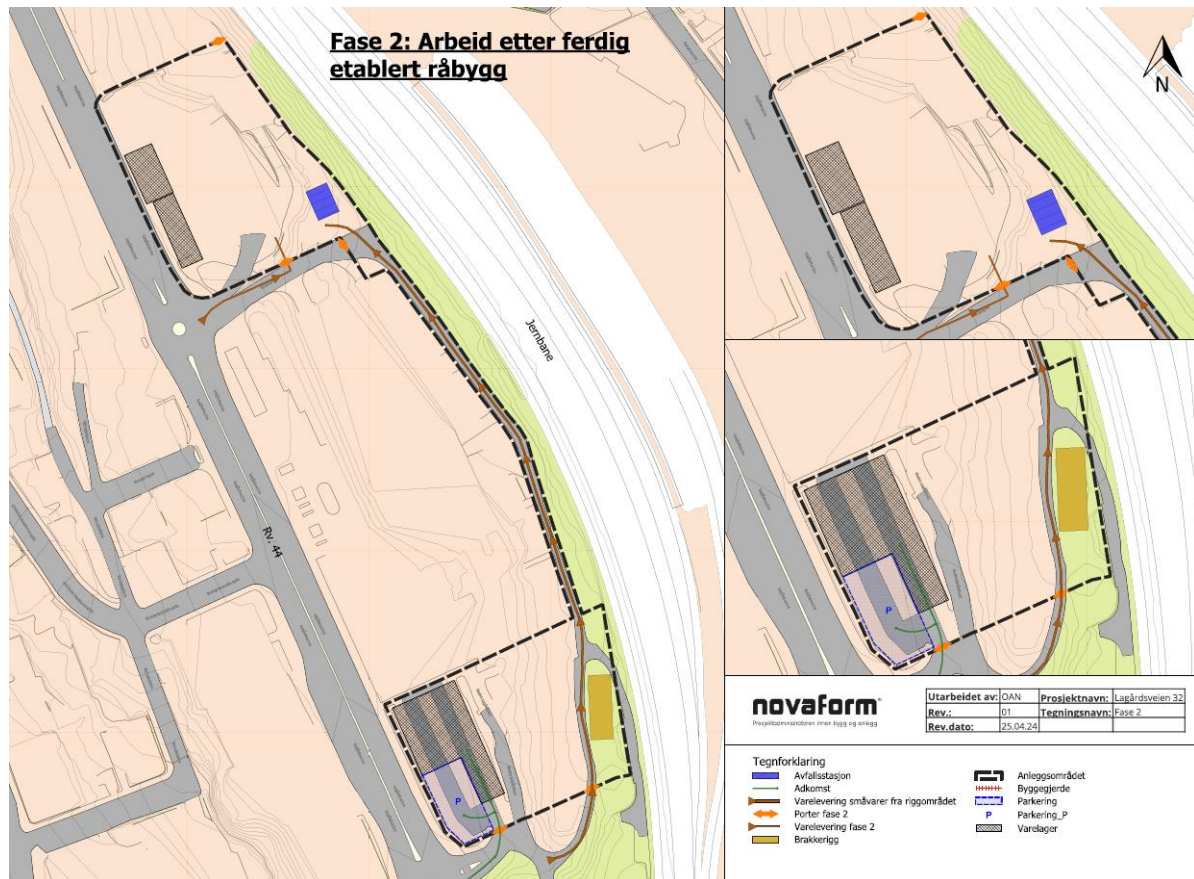 Fase 2: Arbeid etter ferdig
etablert råbygg
N
Jernbane
Rv. 44
P
P
novaform
Prosjektadministratoren innen bygg og anlegg
Utarbeidet av: OAN Prosjektnavn: Lagårdsveien 32
Rev.: 01 Tegningsnavn: Fase 2
Rev.dato: 25.04.24
Tegnforklaring
Avfallsstasjon
Adkomst
Varelevering småvarer fra riggområdet
Porter fase 2
Varelevering fase 2
Brakkerigg
Anleggsområdet
Byggegjerde
Parkering
P Parkering_P
Varelager